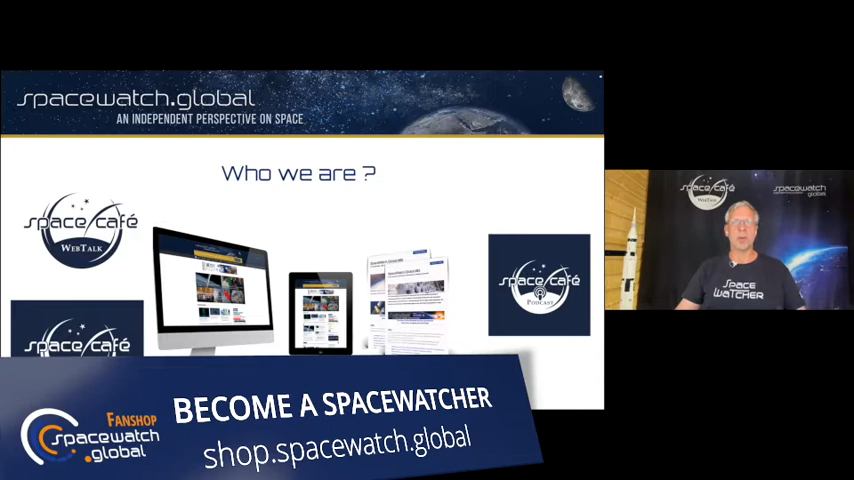 spacewatch.global
AN INDEPENDENT PERSPECTIVE ON SPACE
Who we are ?
space café
WEBTALK
space café
PODCAST
space café
space café
WEBTALK
spacewatch
global
SPACE
WATCHER
FANSHOP
spacewatch
.global
BECOME A SPACEWATCHER
shop.spacewatch.global